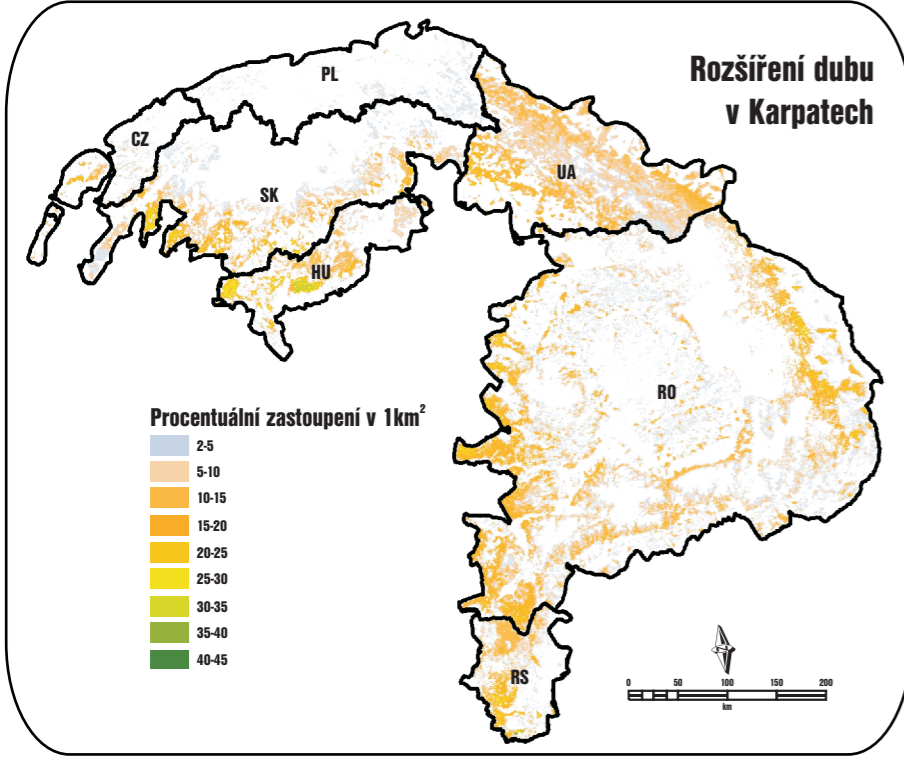 Rozšíření dubu
v Karpatech
PL
CZ
UA
SK
HU
RO
Procentuální zastoupení v 1km²
2-5
5-10
10-15
15-20
20-25
25-30
30-35
35-40
40-45
RS
0 50 100 150 200
km